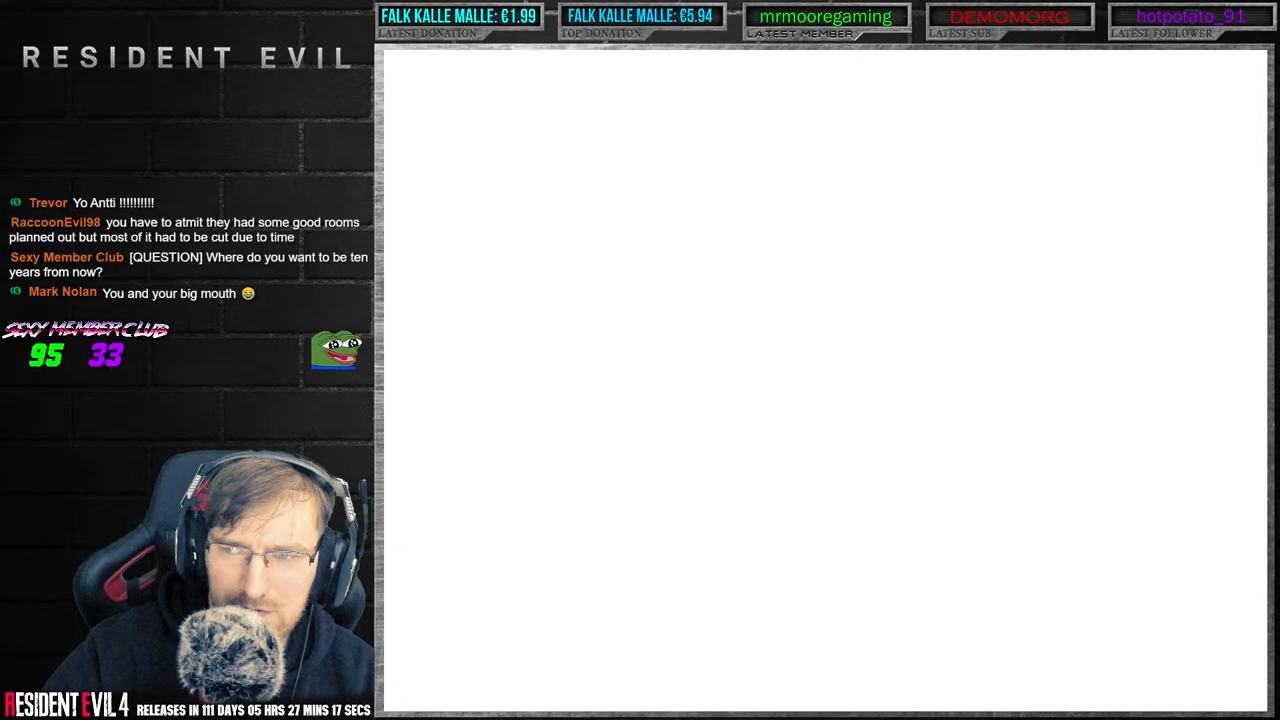 FALK KALLE MALLE: €1.99
LATEST DONATION
FALK KALLE MALLE: €5.94
TOP DONATION
mrmooregaming
LATEST MEMBER
DEMOMORG
LATEST SUB
hotpotato_91
LATEST FOLLOWER
RESIDENT EVIL
Trevor Yo Antti !!!!!!!!!!
RaccoonEvil98 you have to atmit they had some good rooms
planned out but most of it had to be cut due to time
Sexy Member Club [QUESTION] Where do you want to be ten
years from now?
Mark Nolan You and your big mouth 😂
SEXY MEMBER CLUB
95 33
RESIDENT EVIL 4 RELEASES IN 111 DAYS 05 HRS 27 MINS 17 SECS